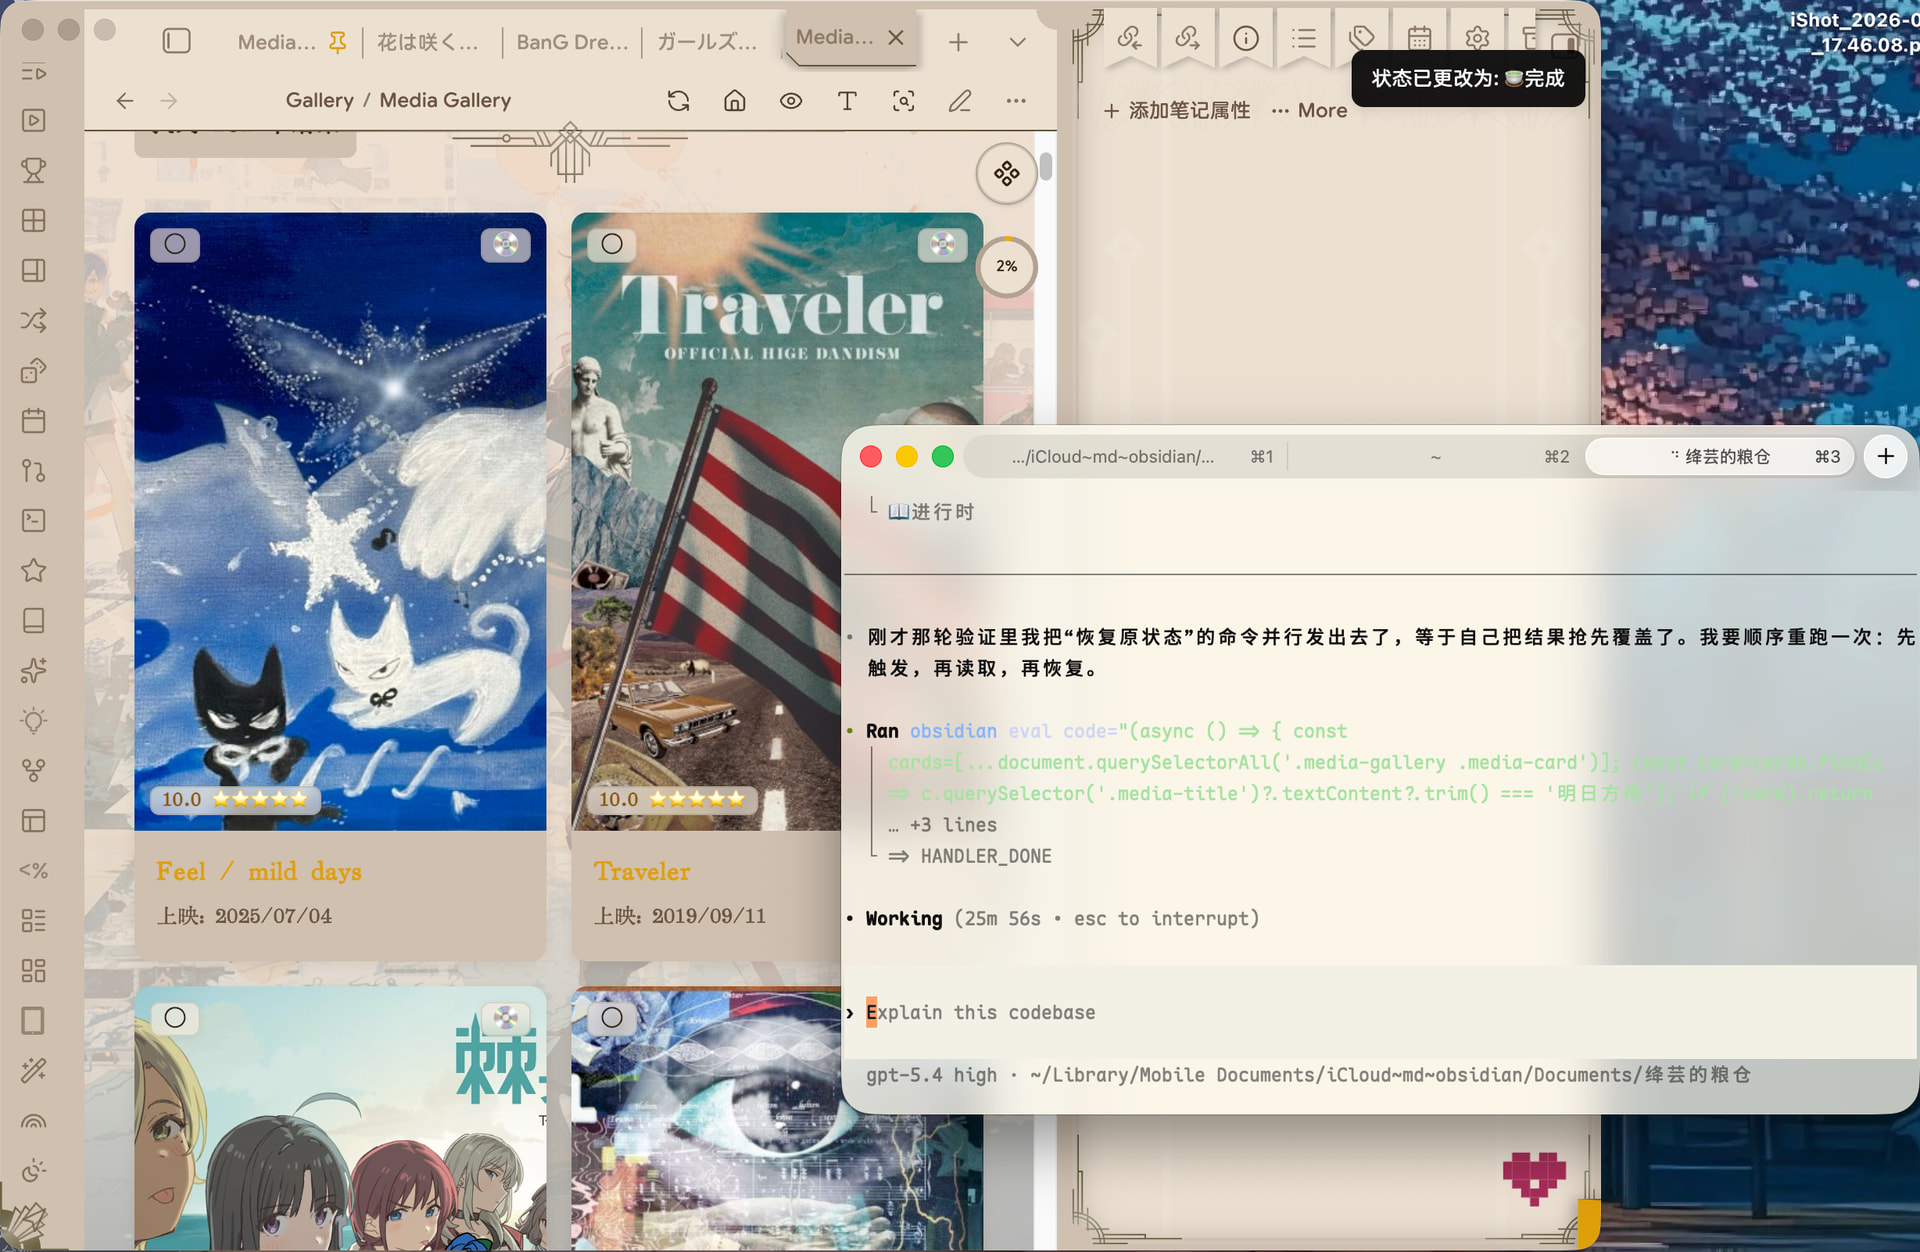 Media...
花は咲く...
BanG Dre...
ガールズ...
Media...
Gallery / Media Gallery
iShot_2026-0
_17.46.08.p
状态已更改为: 🍵完成
添加笔记属性
More
2%
Traveler
OFFICIAL HIGE DANDISM
10.0 ⭐⭐⭐⭐⭐
Feel / mild days
上映: 2025/07/04
10.0 ⭐⭐⭐⭐⭐
Traveler
上映: 2019/09/11
.../iCloud~md~obsidian/... ⌘1
~ ⌘2
绛芸的粮仓 ⌘3
└ 📖进行时
• 刚才那轮验证里我把“恢复原状态”的命令并行发出去了，等于自己把结果抢先覆盖了。我要顺序重跑一次：先
触发，再读取，再恢复。
• Ran obsidian eval code="(async () => { const
cards=[...document.querySelectorAll('.media-gallery .media-card')];
=> c.querySelector('.media-title')?.textContent?.trim() === '明日方
… +3 lines
└ => HANDLER_DONE
• Working (25m 56s • esc to interrupt)
› Explain this codebase
gpt-5.4 high · ~/Library/Mobile Documents/iCloud~md~obsidian/Documents/绛芸的粮仓